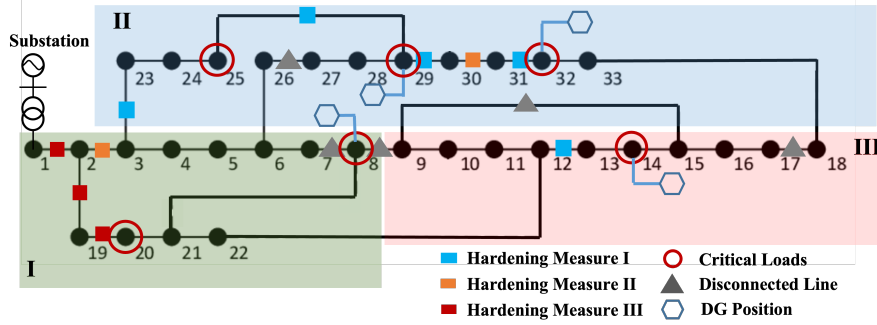 II
Substation
23 24 25 26 27 28 29 30 31 32 33
1 2 3 4 5 6 7 8 9 10 11 12 13 14 15 16 17 18
III
19 20 21 22
I
Hardening Measure I
Hardening Measure II
Hardening Measure III
Critical Loads
Disconnected Line
DG Position